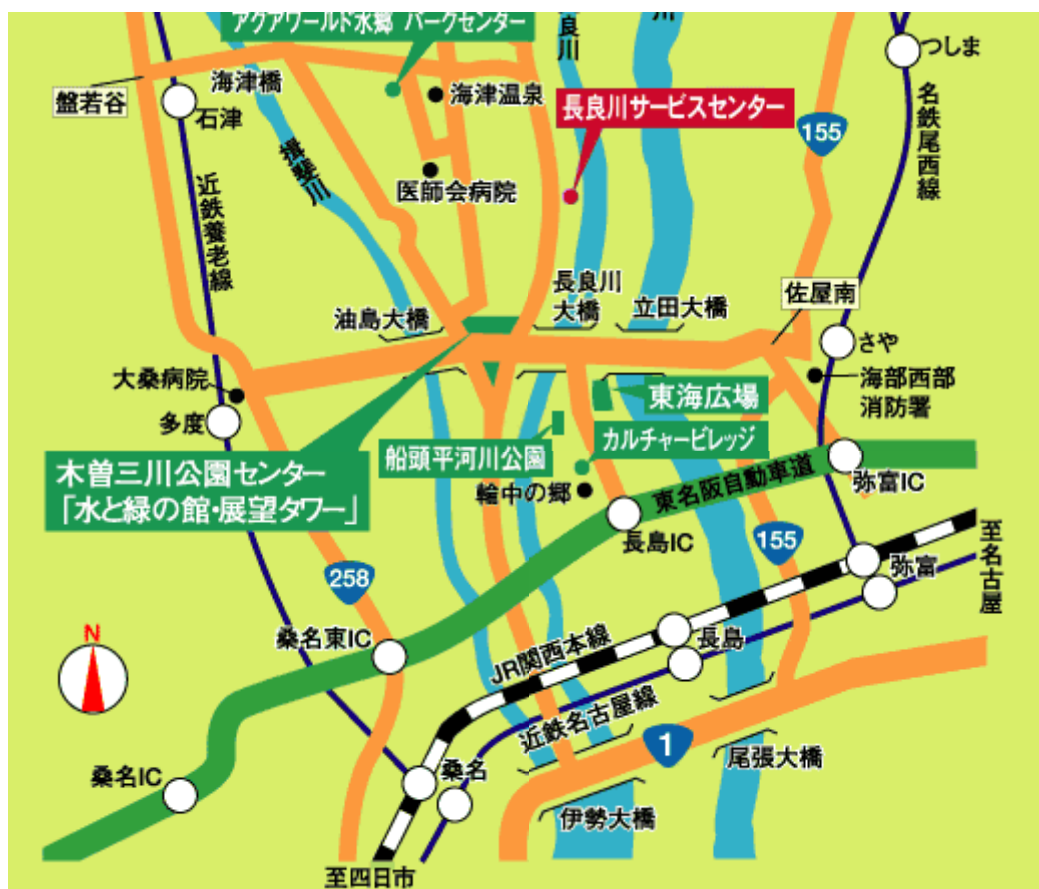 アクアワールド水郷 パークセンター
良川
川
つしま
海津橋
海津温泉
盤若谷
石津
長良川サービスセンター
155
名鉄尾西線
揖斐川
医師会病院
近鉄養老線
長良川
大橋
立田大橋
佐屋南
油島大橋
さや
大桑病院
多度
東海広場
海部西部
消防署
船頭平河川公園
カルチャービレッジ
木曽三川公園センター
「水と緑の館・展望タワー」
輪中の郷
東名阪自動車道
弥富IC
長島IC
155
至名古屋
弥富
258
N
桑名東IC
JR関西本線
長島
近鉄名古屋線
1
桑名IC
桑名
尾張大橋
伊勢大橋
至四日市